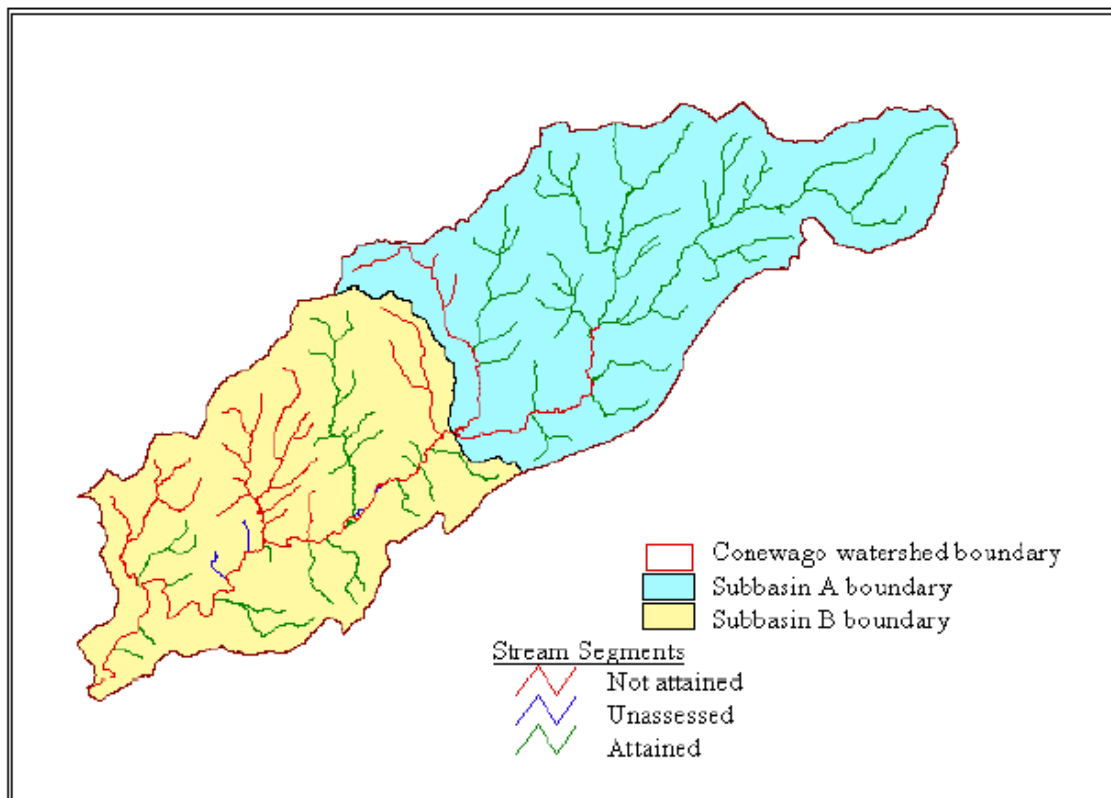 Conewago watershed boundary
Subbasin A boundary
Subbasin B boundary
Stream Segments
Not attained
Unassessed
Attained